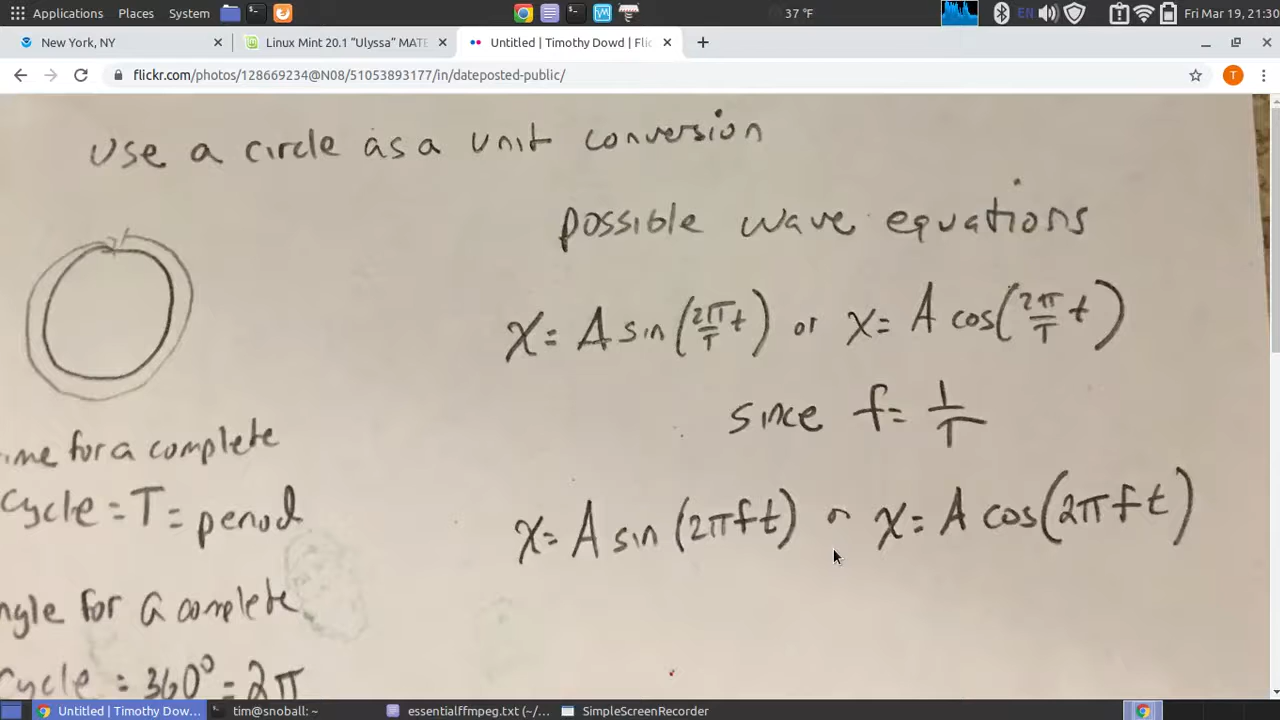 Applications Places System 37 °F EN Fri Mar 19, 21:30
New York, NY Linux Mint 20.1 "Ulyssa" MATE Untitled | Timothy Dowd | Flic
flickr.com/photos/128669234@N08/51053893177/in/dateposted-public/ T
use a circle as a unit conversion
possible wave equations
x = A sin(2π/T t) or x = A cos(2π/T t)
since f = 1/T
ime for a complete
cycle = T = period
x = A sin(2πft) or x = A cos(2πft)
ngle for a complete
cycle = 360° = 2π
Untitled | Timothy Dow... tim@snoball: ~ essentialffmpeg.txt (~/... SimpleScreenRecorder